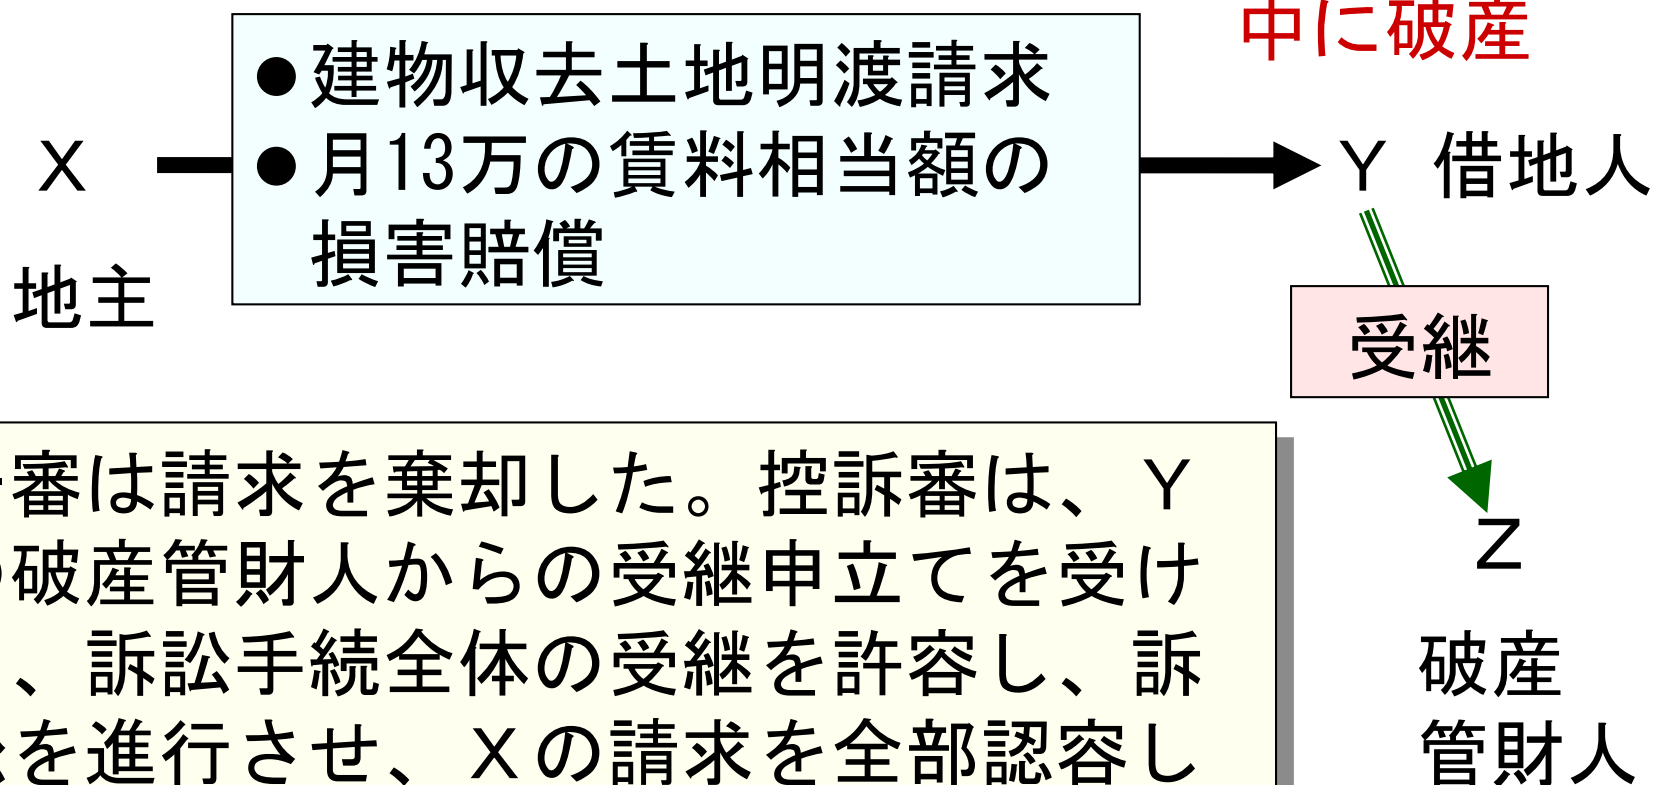 中に破産
●建物収去土地明渡請求
●月13万の賃料相当額の
損害賠償
X
地主
Y 借地人
受継
Z
破産
管財人
審は請求を棄却した。控訴審は、Y
破産管財人からの受継申立てを受け
、訴訟手続全体の受継を許容し、訴
を進行させ、Xの請求を全部認容し